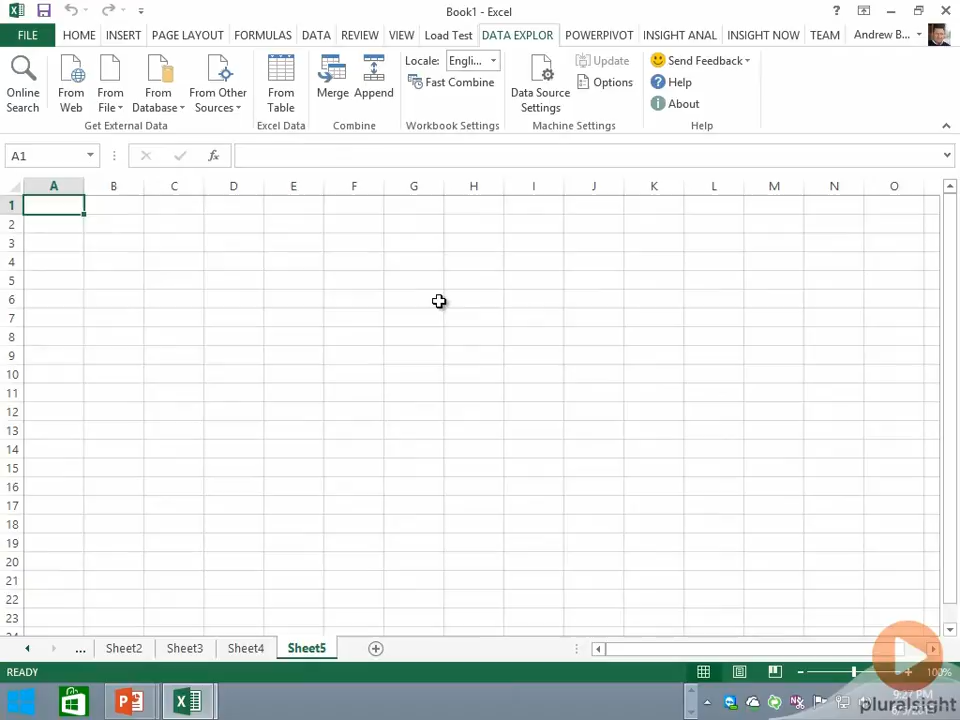 Book1 - Excel
?
FILE HOME INSERT PAGE LAYOUT FORMULAS DATA REVIEW VIEW Load Test DATA EXPLOR POWERPIVOT INSIGHT ANAL INSIGHT NOW TEAM Andrew B...
Online Search
From Web
From File
From Database
From Other Sources
Get External Data
From Table
Excel Data
Merge
Append
Combine
Locale: Engli...
Fast Combine
Workbook Settings
Data Source Settings
Update
Options
Machine Settings
Send Feedback
Help
About
Help
A1
fx
A B C D E F G H I J K L M N O
1
2
3
4
5
6
7
8
9
10
11
12
13
14
15
16
17
18
19
20
21
22
23
... Sheet2 Sheet3 Sheet4 Sheet5
READY
100%
pluralsight